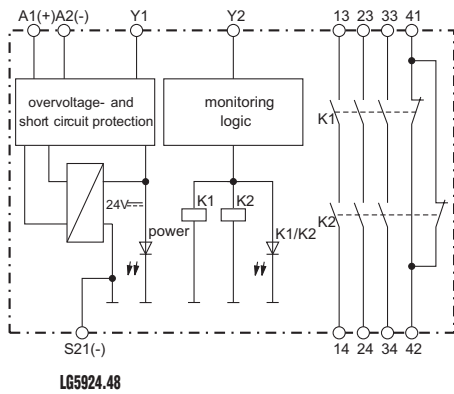 A1(+) A2(-) Y1 Y2 13 23 33 41
overvoltage- and
short circuit protection
monitoring
logic
K1
24V
K1 K2
power
K1/K2
K2
S21(-)
14 24 34 42
LG5924.48